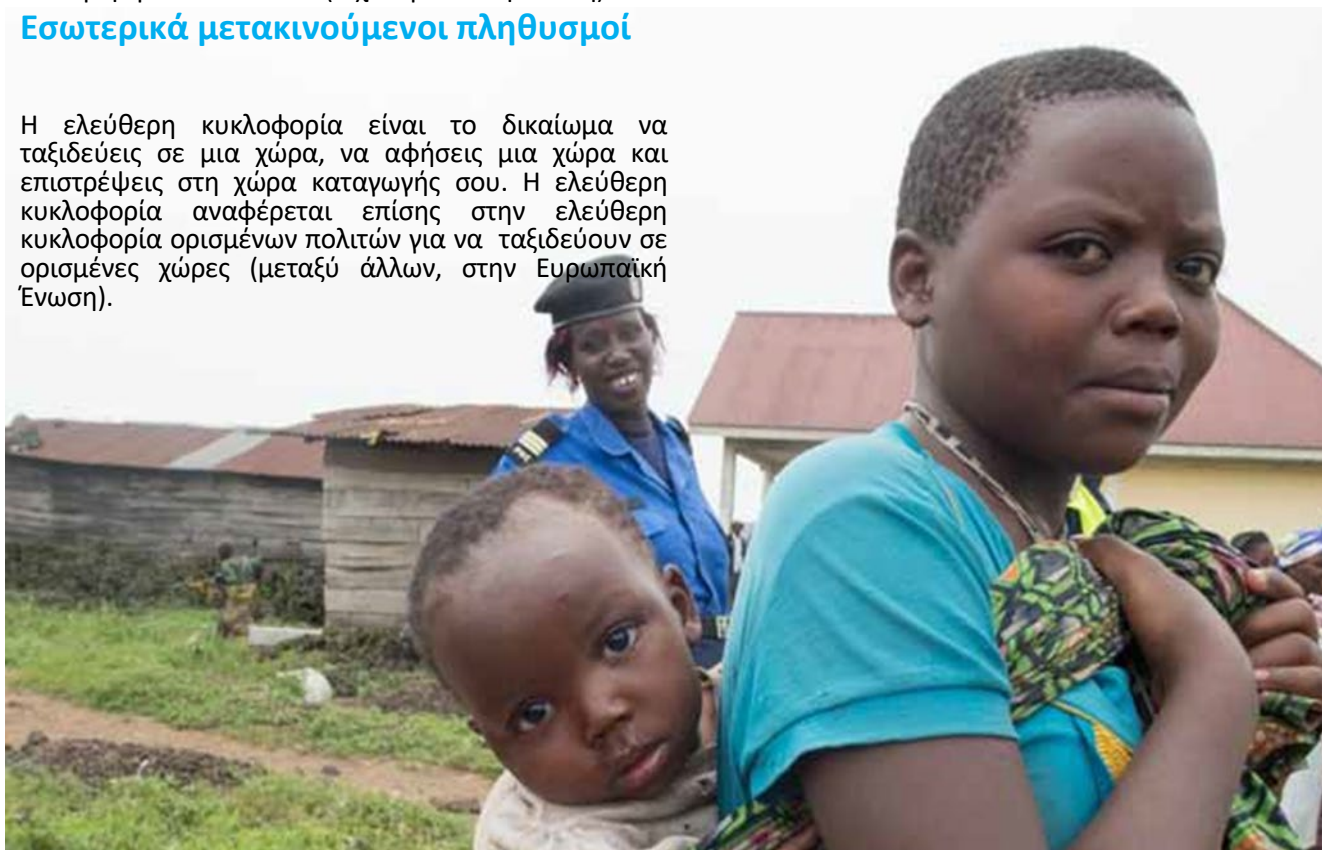 Εσωτερικά μετακινούμενοι πληθυσμοί
Η ελεύθερη κυκλοφορία είναι το δικαίωμα να
ταξιδεύεις σε μια χώρα, να αφήσεις μια χώρα και
επιστρέψεις στη χώρα καταγωγής σου. Η ελεύθερη
κυκλοφορία αναφέρεται επίσης στην ελεύθερη
κυκλοφορία ορισμένων πολιτών για να ταξιδεύουν σε
ορισμένες χώρες (μεταξύ άλλων, στην Ευρωπαϊκή
Ένωση).